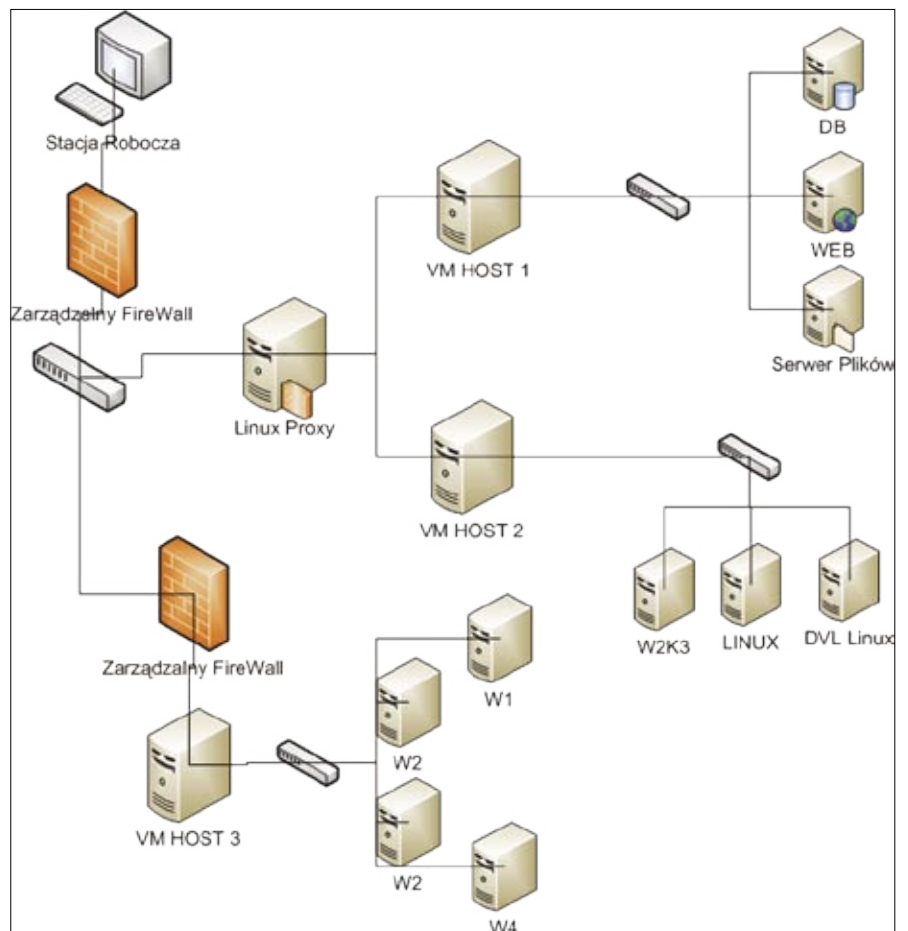 Stacja Robocza
DB
VM HOST 1
WEB
Zarządzalny FireWall
Serwer Plików
Linux Proxy
VM HOST 2
W2K3
LINUX
DVL Linux
Zarządzalny FireWall
W1
W2
VM HOST 3
W2
W4